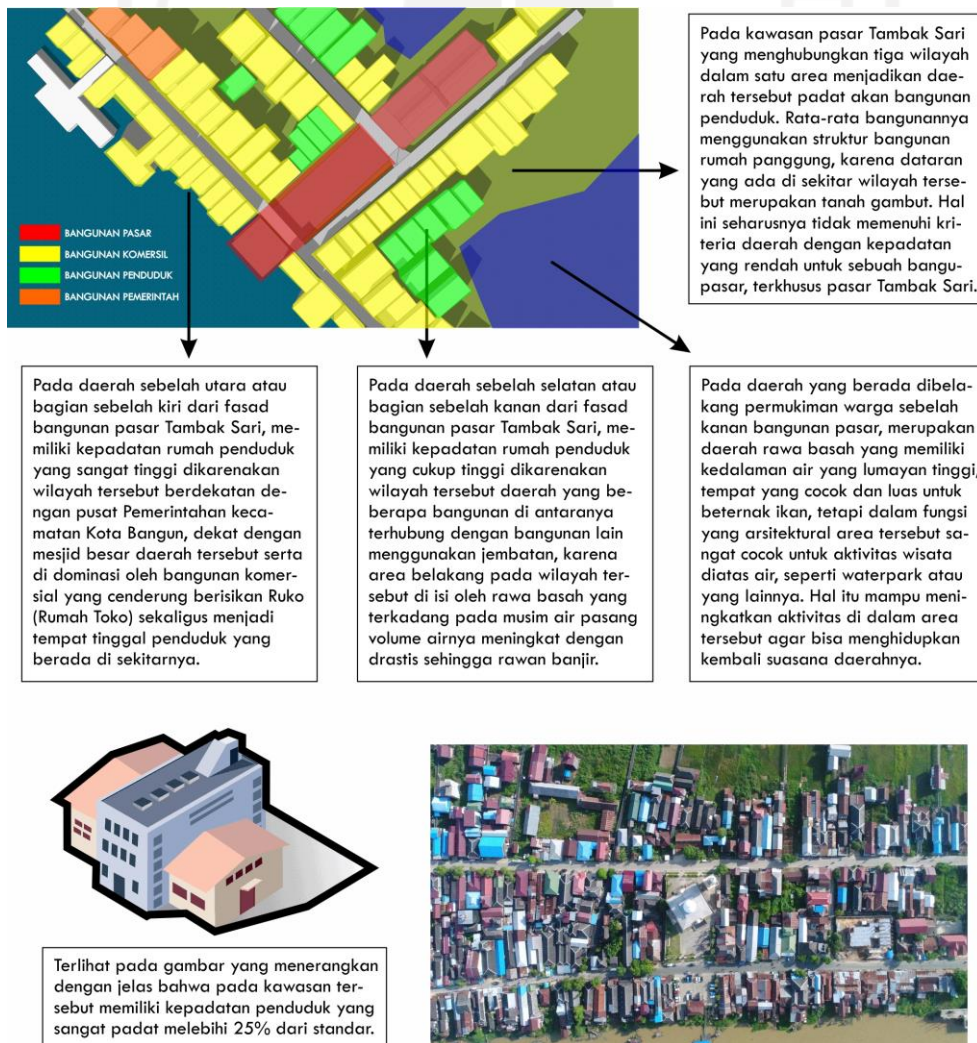 Pada kawasan pasar Tambak Sari
yang menghubungkan tiga wilayah
dalam satu area menjadikan dae-
rah tersebut padat akan bangunan
penduduk. Rata-rata bangunannya
menggunakan struktur bangunan
rumah panggung, karena dataran
yang ada di sekitar wilayah terse-
but merupakan tanah gambut. Hal
ini seharusnya tidak memenuhi kri-
teria daerah dengan kepadatan
yang rendah untuk sebuah bangu-
pasar, terkhusus pasar Tambak Sari.
BANGUNAN PASAR
BANGUNAN KOMERSIL
BANGUNAN PENDUDUK
BANGUNAN PEMERINTAH
Pada daerah sebelah utara atau
bagian sebelah kiri dari fasad
bangunan pasar Tambak Sari, me-
miliki kepadatan rumah penduduk
yang sangat tinggi dikarenakan
wilayah tersebut berdekatan de-
ngan pusat Pemerintahan keca-
matan Kota Bangun, dekat dengan
mesjid besar daerah tersebut serta
di dominasi oleh bangunan komer-
sial yang cenderung berisikan Ruko
(Rumah Toko) sekaligus menjadi
tempat tinggal penduduk yang
berada di sekitarnya.
Pada daerah sebelah selatan atau
bagian sebelah kanan dari fasad
bangunan pasar Tambak Sari, me-
miliki kepadatan rumah penduduk
yang cukup tinggi dikarenakan
wilayah tersebut daerah yang be-
berapa bangunan di antaranya
terhubung dengan bangunan lain
menggunakan jembatan, karena
area belakang pada wilayah ter-
sebut di isi oleh rawa basah yang
terkadang pada musim air pasang
volume airnya meningkat dengan
drastis sehingga rawan banjir.
Pada daerah yang berada dibela-
kang permukiman warga sebelah
kanan bangunan pasar, merupakan
daerah rawa basah yang memiliki
kedalaman air yang lumayan tinggi,
tempat yang cocok dan luas untuk
beternak ikan, tetapi dalam fungsi
yang arsitektural area tersebut sa-
ngat cocok untuk aktivitas wisata
diatas air, seperti waterpark atau
yang lainnya. Hal itu mampu meni-
ngkatkan aktivitas di dalam area
tersebut agar bisa menghidupkan
kembali suasana daerahnya.
Terlihat pada gambar yang menerangkan
dengan jelas bahwa pada kawasan ter-
sebut memiliki kepadatan penduduk yang
sangat padat melebihi 25% dari standar.